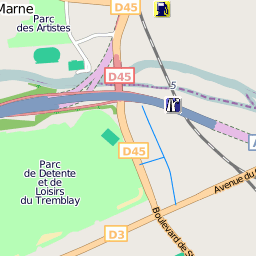 Marne
D45
Parc
des Artistes
D45
5
D45
A
Parc
de Detente
et de
Loisirs
du Tremblay
Avenue du
D3
Boulevard de